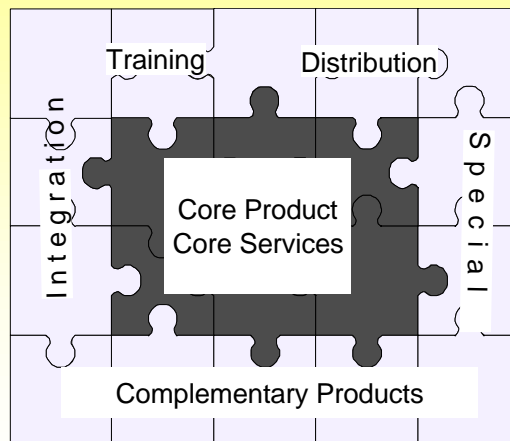 Training
Distribution
Integration
Core Product
Core Services
Special
Complementary Products